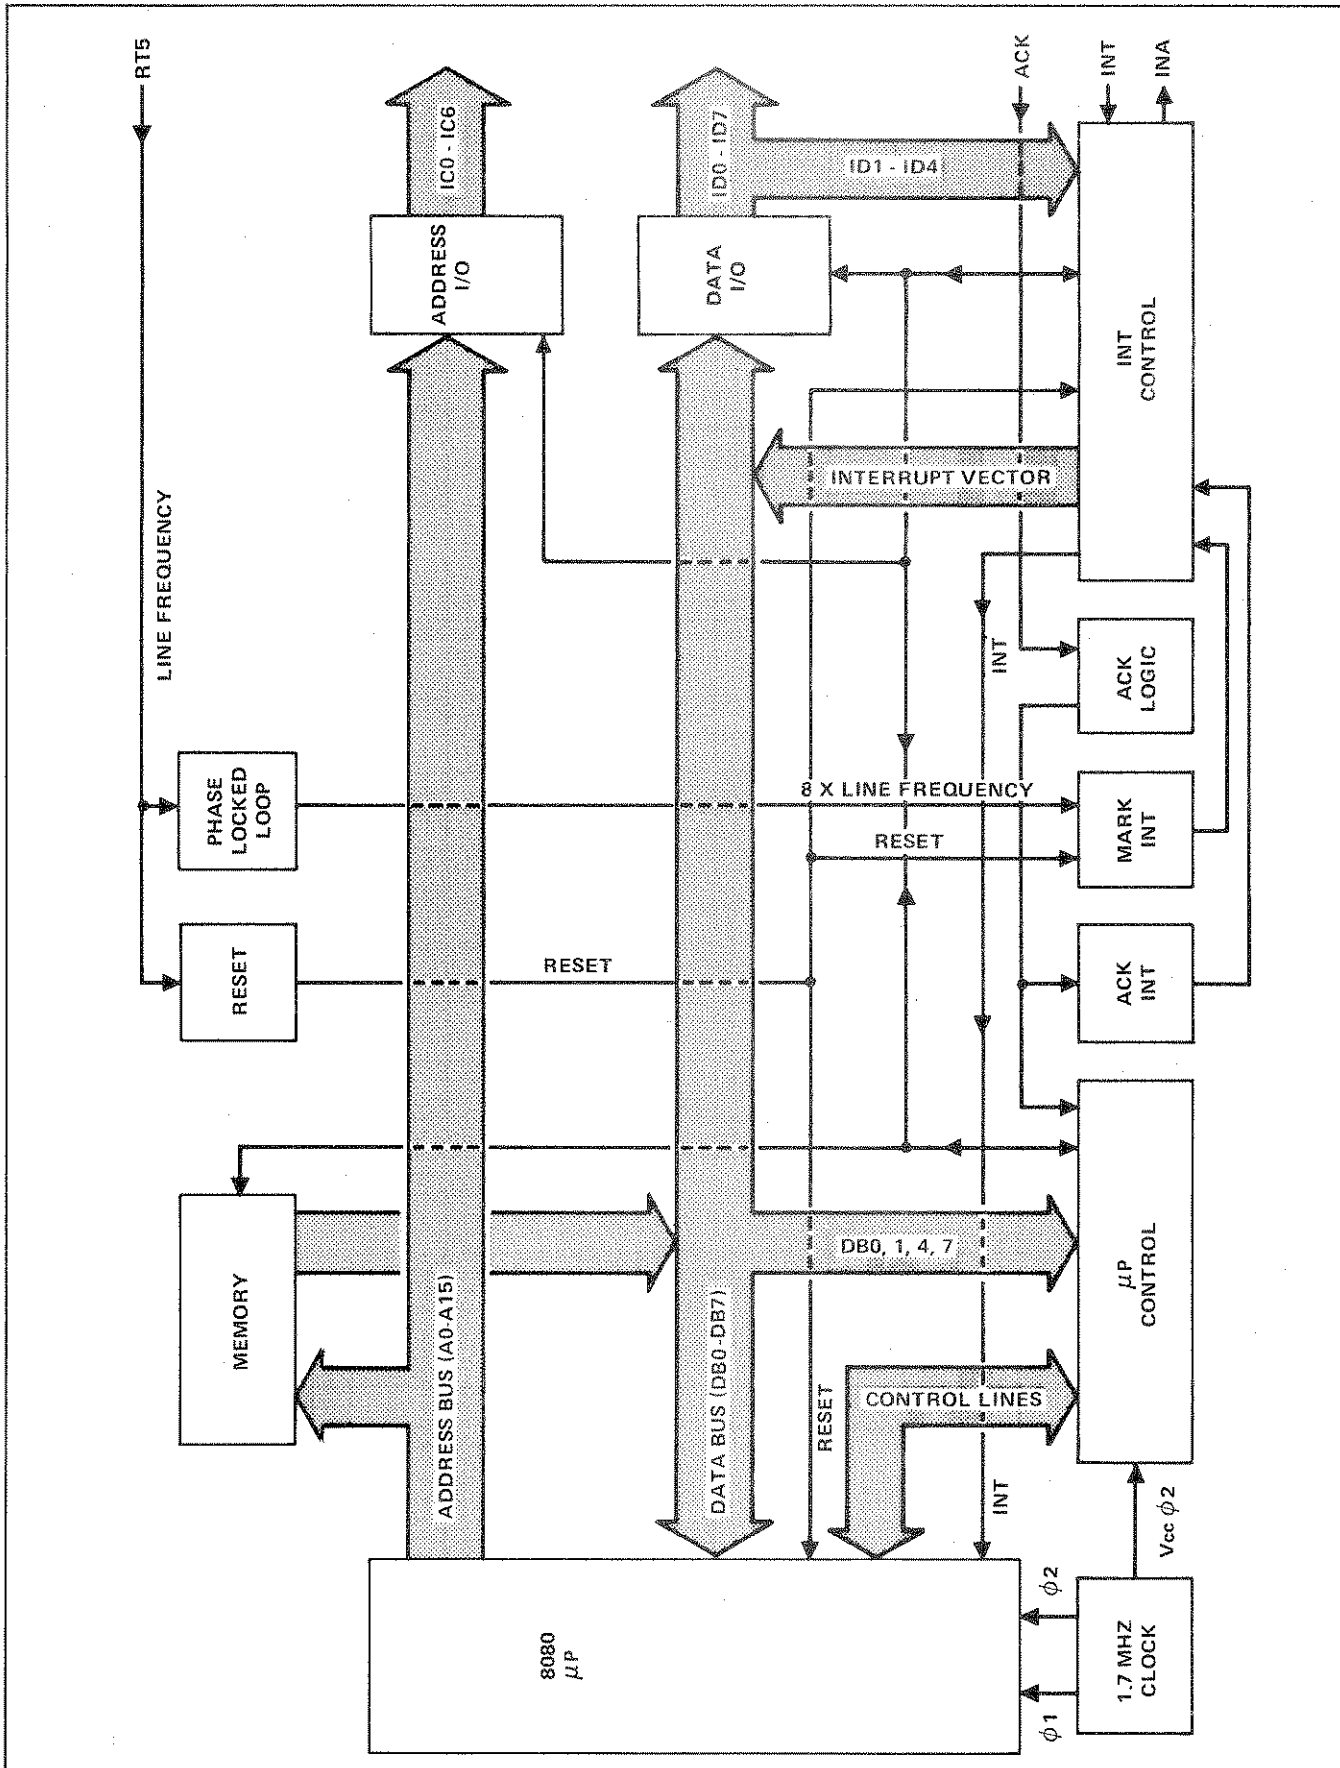 8080
μP
1.7 MHZ
CLOCK
ϕ1
ϕ2
Vcc ϕ2
MEMORY
ADDRESS BUS (A0-A15)
DATA BUS (DB0-DB7)
RESET
CONTROL LINES
INT
DB0, 1, 4, 7
μP
CONTROL
RESET
RESET
PHASE
LOCKED
LOOP
LINE FREQUENCY
RT5
8 X LINE FREQUENCY
RESET
ACK
INT
MARK
INT
ACK
LOGIC
INT
INTERRUPT VECTOR
INT
CONTROL
ADDRESS
I/O
IC0 - IC6
DATA
I/O
ID0 - ID7
ID1 - ID4
ACK
INT
INA